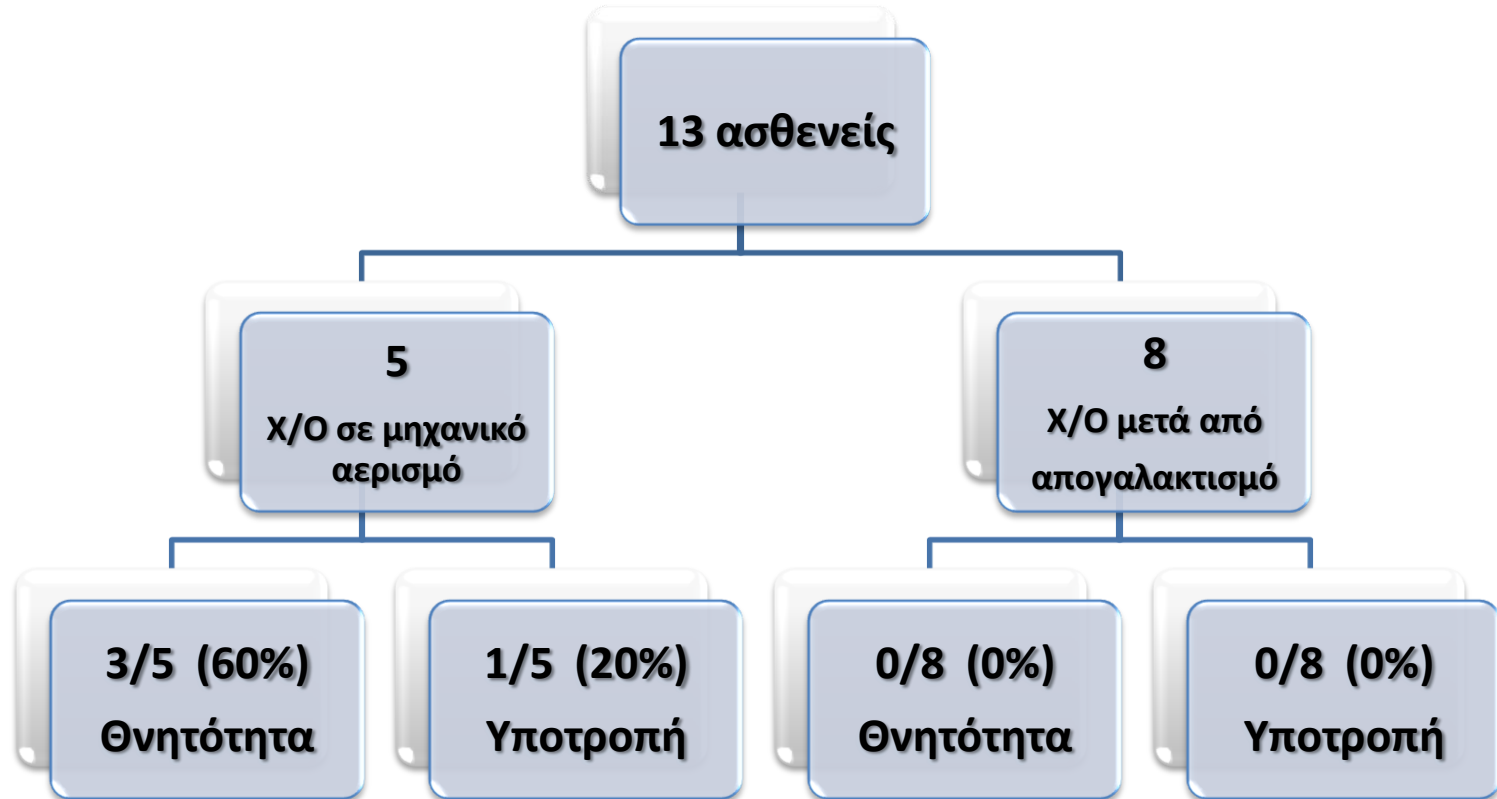 13 ασθενείς
5
Χ/Ο σε μηχανικό
αερισμό
8
Χ/Ο μετά από
απογαλακτισμό
3/5 (60%)
Θνητότητα
1/5 (20%)
Υποτροπή
0/8 (0%)
Θνητότητα
0/8 (0%)
Υποτροπή